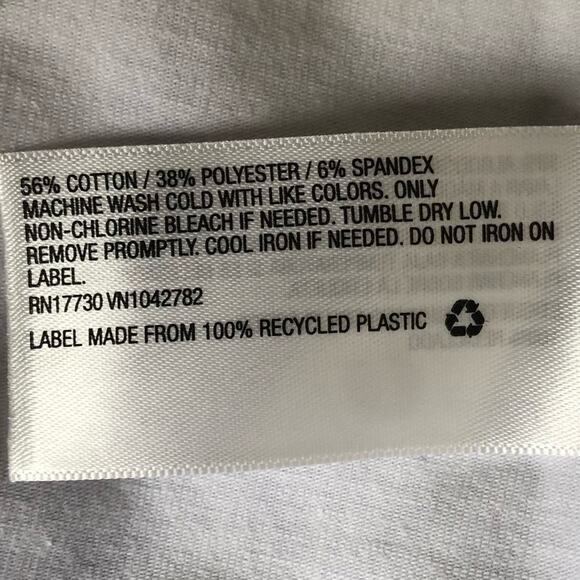 56% COTTON / 38% POLYESTER / 6% SPANDEX
MACHINE WASH COLD WITH LIKE COLORS. ONLY
NON-CHLORINE BLEACH IF NEEDED. TUMBLE DRY LOW.
REMOVE PROMPTLY. COOL IRON IF NEEDED. DO NOT IRON ON
LABEL.
RN17730 VN1042782
LABEL MADE FROM 100% RECYCLED PLASTIC